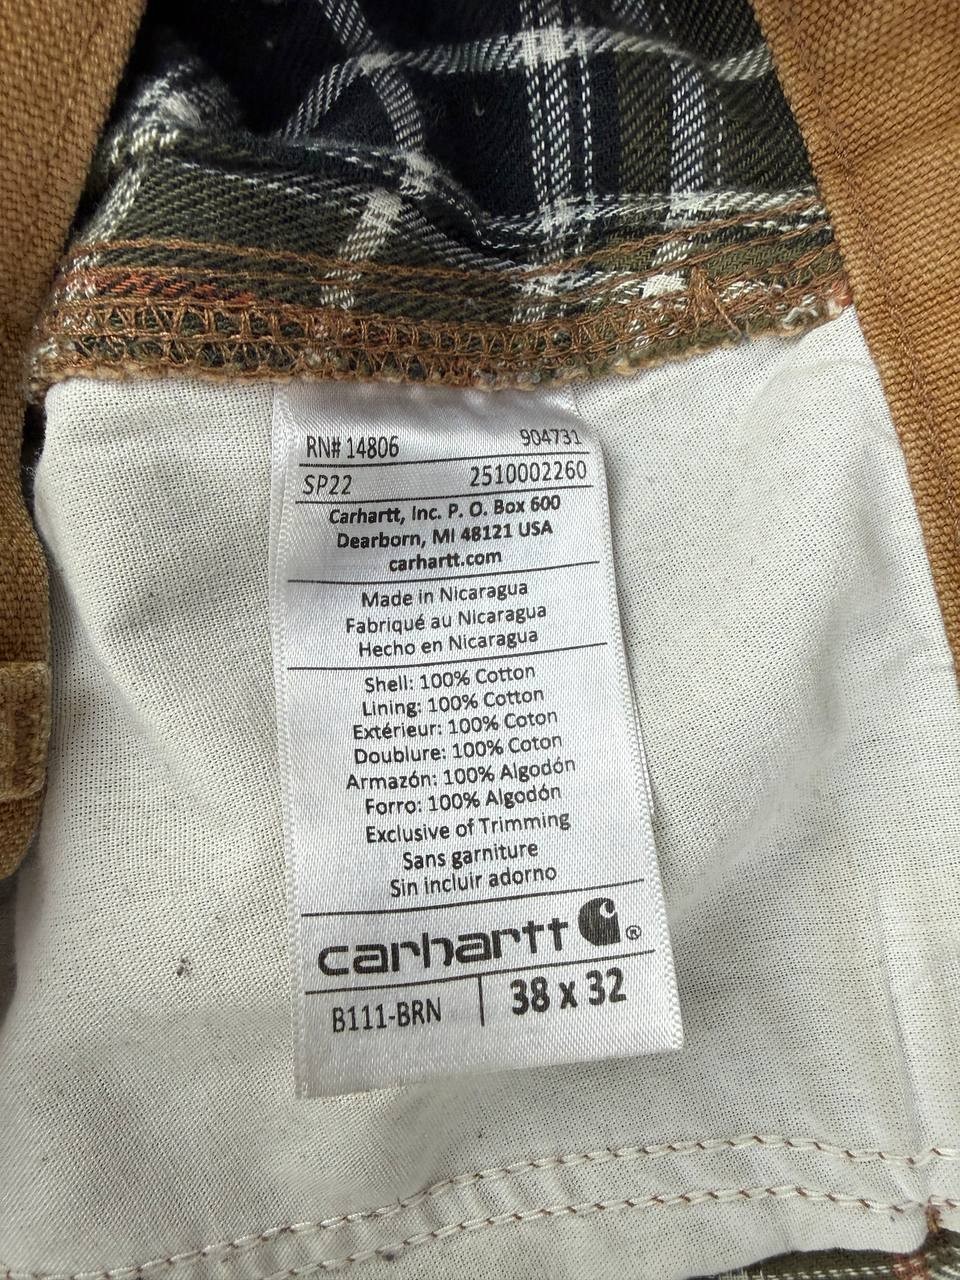 RN# 14806 904731
SP22 2510002260
Carhartt, Inc. P. O. Box 600
Dearborn, MI 48121 USA
carhartt.com
Made in Nicaragua
Fabriqué au Nicaragua
Hecho en Nicaragua
Shell: 100% Cotton
Lining: 100% Cotton
Extérieur: 100% Coton
Doublure: 100% Coton
Armazón: 100% Algodón
Forro: 100% Algodón
Exclusive of Trimming
Sans garniture
Sin incluir adorno
carhartt ®
B111-BRN 38 x 32